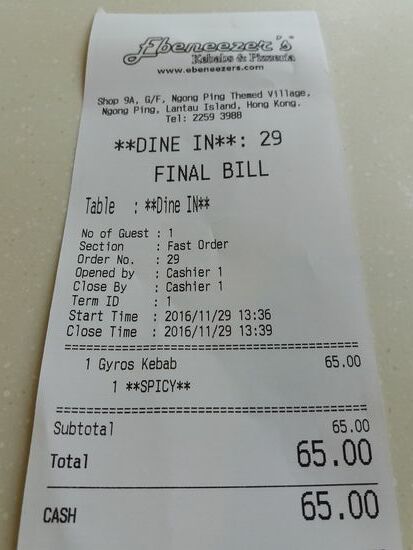 Ebeneezer's
Kebabs & Pizzeria
www.ebeneezers.com
Shop 9A, G/F, Ngong Ping Themed Village,
Ngong Ping, Lantau Island, Hong Kong.
Tel: 2259 3988
**DINE IN**: 29
FINAL BILL
Table : **Dine IN**
No of Guest : 1
Section : Fast Order
Order No. : 29
Opened by : Cashier 1
Close By : Cashier 1
Term ID : 1
Start Time : 2016/11/29 13:36
Close Time : 2016/11/29 13:39
1 Gyros Kebab 65.00
1 **SPICY**
Subtotal 65.00
Total 65.00
CASH 65.00